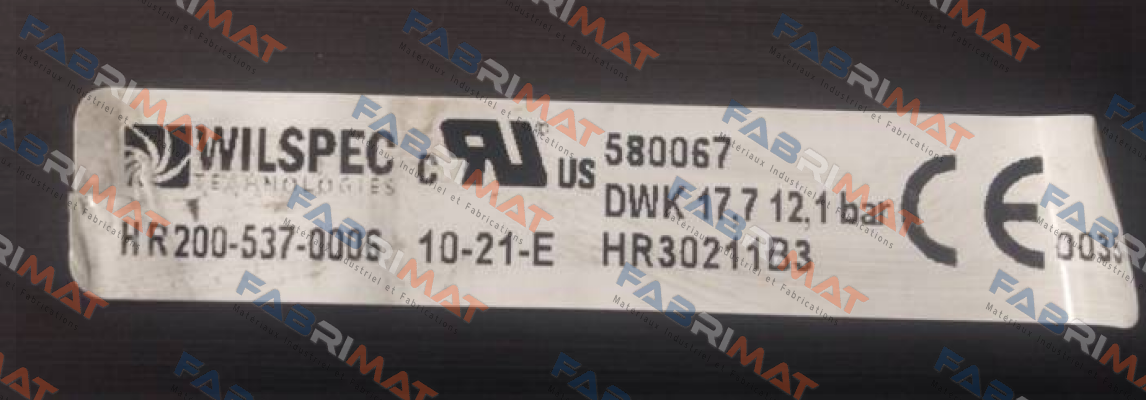 WILSPEC
TECHNOLOGIES
C RU ® US
580067
DWK 17,7 12,1 bar
HR200-537-0006 10-21-E HR30211B3
CE
FABRIMAT
Matériaux Industriel et Fabrications